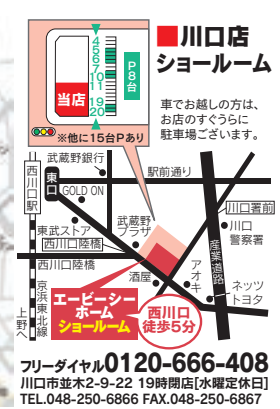 ■川口店
ショールーム
車でお越しの方は、
お店のすぐうらに
駐車場ございます。
4
5
6
7
10
11
19
20
P8台
当店
※他に15台Pあり
武蔵野銀行
駅前通り
西川口駅
東口
GOLD ON
川口署前
川口
警察署
東武ストア
武蔵野
プラザ
西川口陸橋
西川口陸橋
産業道路
酒屋
アオキ
ネッツ
トヨタ
京浜東北線
上野へ
エービーシー
ホーム
ショールーム
西川口
徒歩5分
フリーダイヤル0120-666-408
川口市並木2-9-22 19時閉店[水曜定休日]
TEL.048-250-6866 FAX.048-250-6867